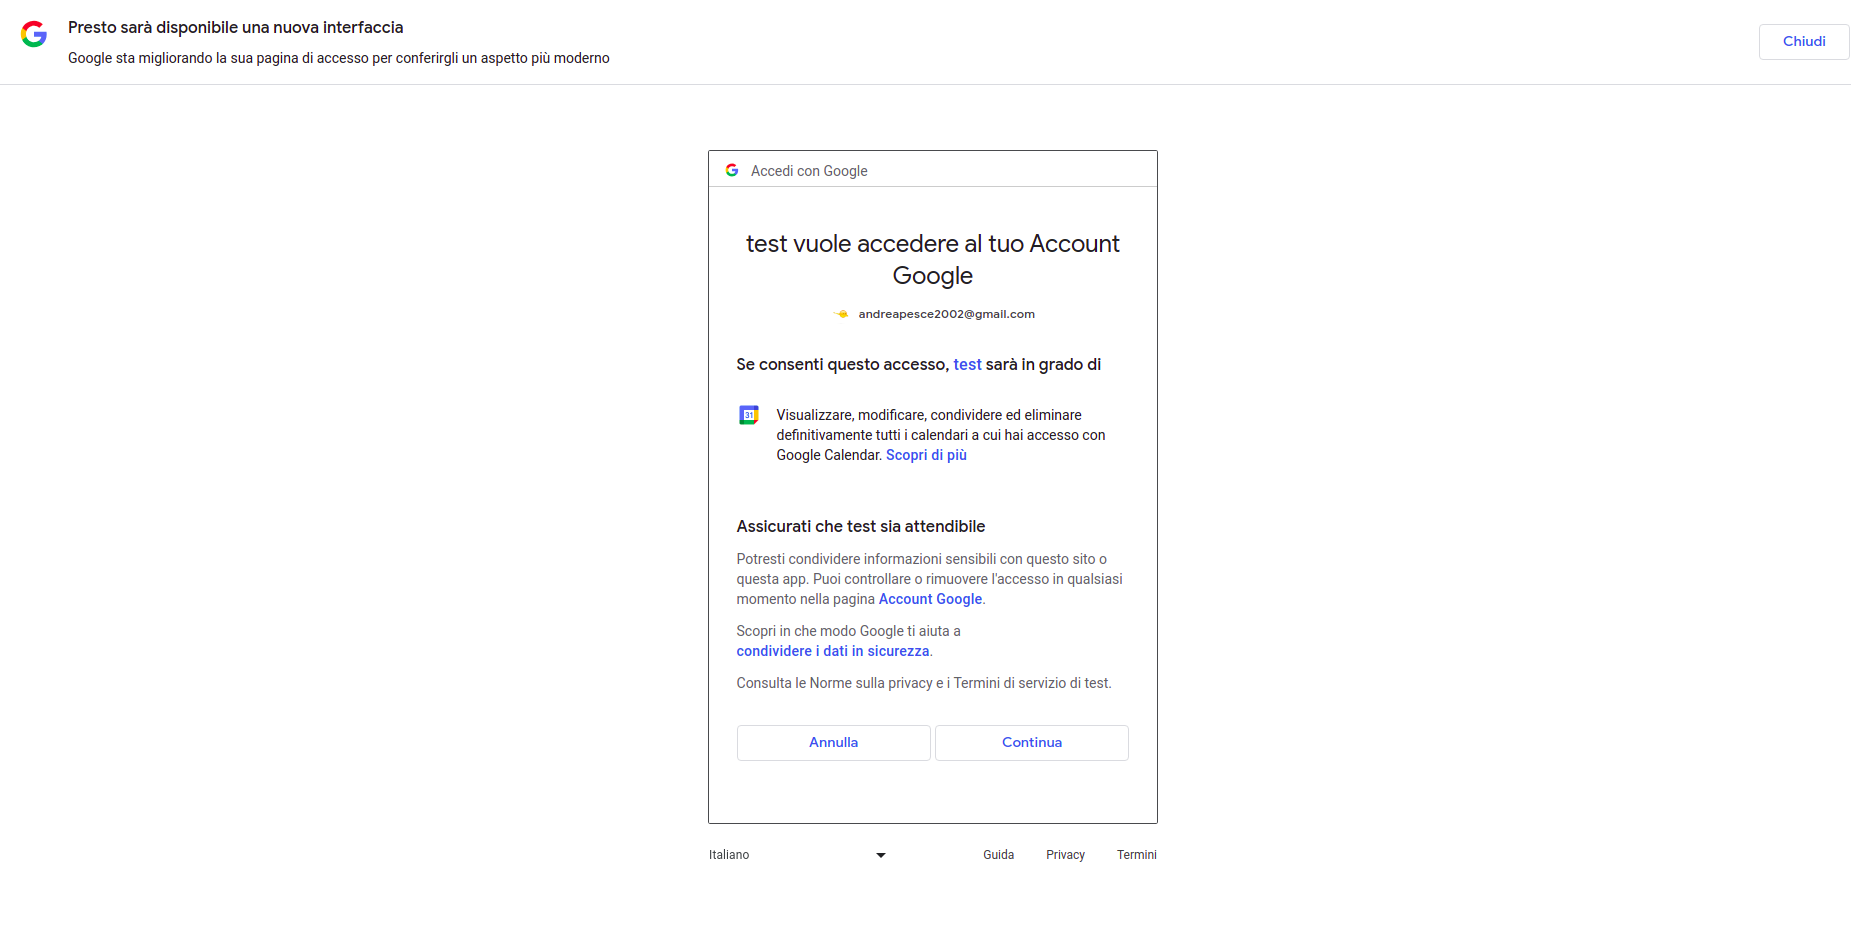 Presto sarà disponibile una nuova interfaccia
Google sta migliorando la sua pagina di accesso per conferirgli un aspetto più moderno
Chiudi
Accedi con Google
test vuole accedere al tuo Account
Google
andreapesce2002@gmail.com
Se consenti questo accesso, test sarà in grado di
31
Visualizzare, modificare, condividere ed eliminare
definitivamente tutti i calendari a cui hai accesso con
Google Calendar. Scopri di più
Assicurati che test sia attendibile
Potresti condividere informazioni sensibili con questo sito o
questa app. Puoi controllare o rimuovere l'accesso in qualsiasi
momento nella pagina Account Google.
Scopri in che modo Google ti aiuta a
condividere i dati in sicurezza.
Consulta le Norme sulla privacy e i Termini di servizio di test.
Annulla Continua
Italiano Guida Privacy Termini